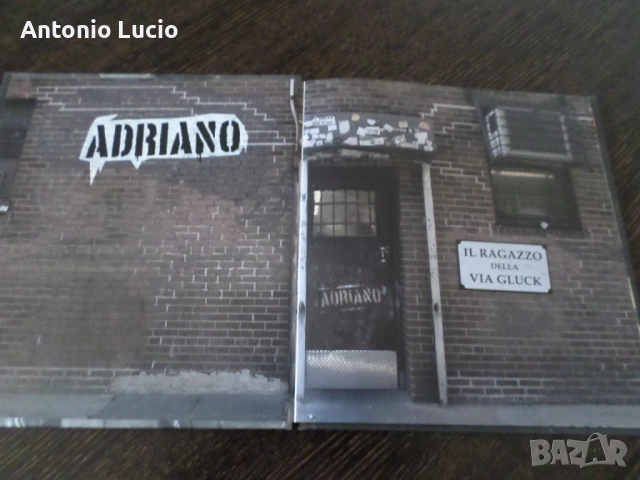 Antonio Lucio
ADRIANO
ADRIANO
IL RAGAZZO
DELLA
VIA GLUCK
BAZAR